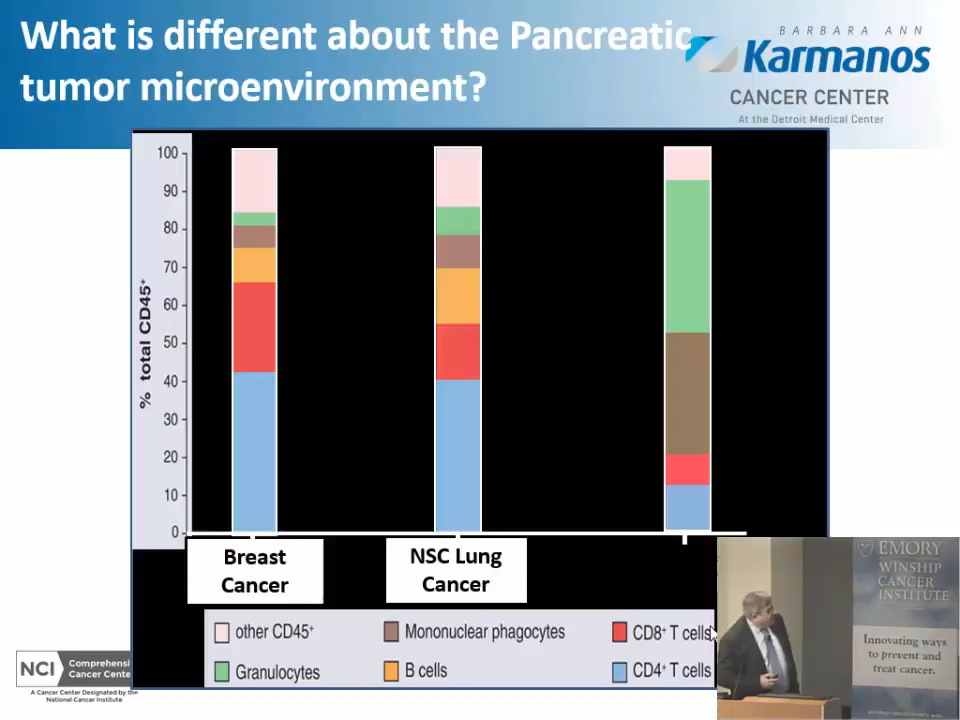 What is different about the Pancreatic
tumor microenvironment?
BARBARA ANN
Karmanos
CANCER CENTER
At the Detroit Medical Center
% total CD45⁺
100
90
80
70
60
50
40
30
20
10
0
Breast
Cancer
NSC Lung
Cancer
other CD45⁺
Mononuclear phagocytes
CD8⁺ T cells
Granulocytes
B cells
CD4⁺ T cells
NCI
Comprehensi
Cancer Cente
A Cancer Center Designated by the
National Cancer Institute
EMORY
WINSHIP
CANCER
INSTITUTE
Innovating ways
to prevent and
treat cancer.